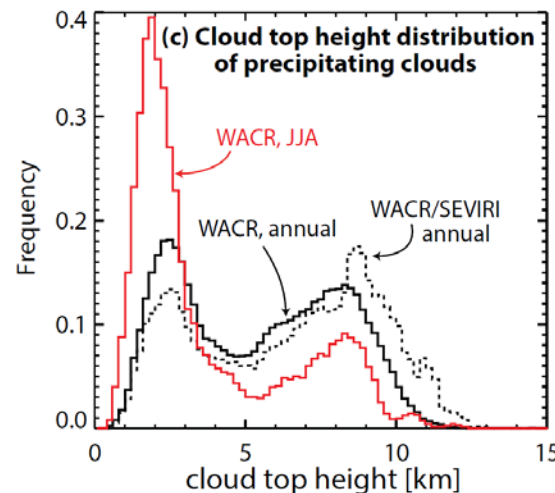 (c) Cloud top height distribution
of precipitating clouds
WACR, JJA
WACR/SEVIRI
annual
WACR, annual
Frequency
0.4
0.3
0.2
0.1
0.0
0
5
10
15
cloud top height [km]